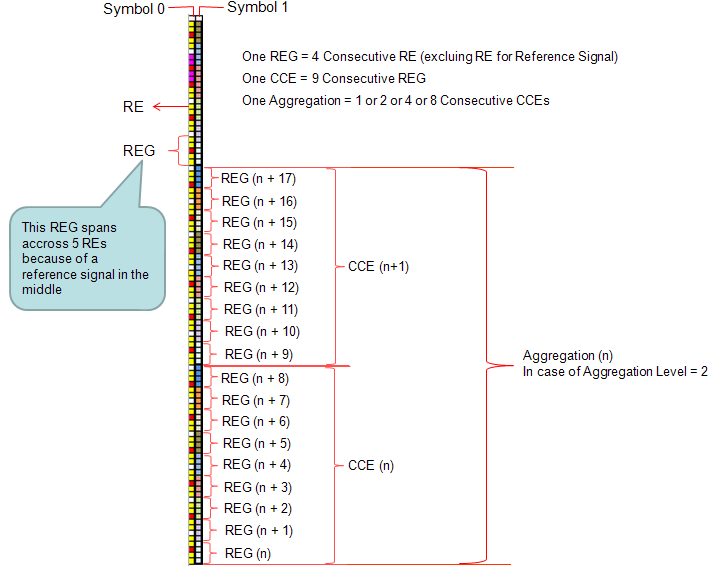 Symbol 0
Symbol 1
One REG = 4 Consecutive RE (excluing RE for Reference Signal)
One CCE = 9 Consecutive REG
One Aggregation = 1 or 2 or 4 or 8 Consecutive CCEs
RE
REG
This REG spans
accross 5 REs
because of a
reference signal in the
middle
REG (n + 17)
REG (n + 16)
REG (n + 15)
REG (n + 14)
REG (n + 13)
REG (n + 12)
REG (n + 11)
REG (n + 10)
REG (n + 9)
CCE (n+1)
REG (n + 8)
REG (n + 7)
REG (n + 6)
REG (n + 5)
REG (n + 4)
REG (n + 3)
REG (n + 2)
REG (n + 1)
REG (n)
CCE (n)
Aggregation (n)
In case of Aggregation Level = 2